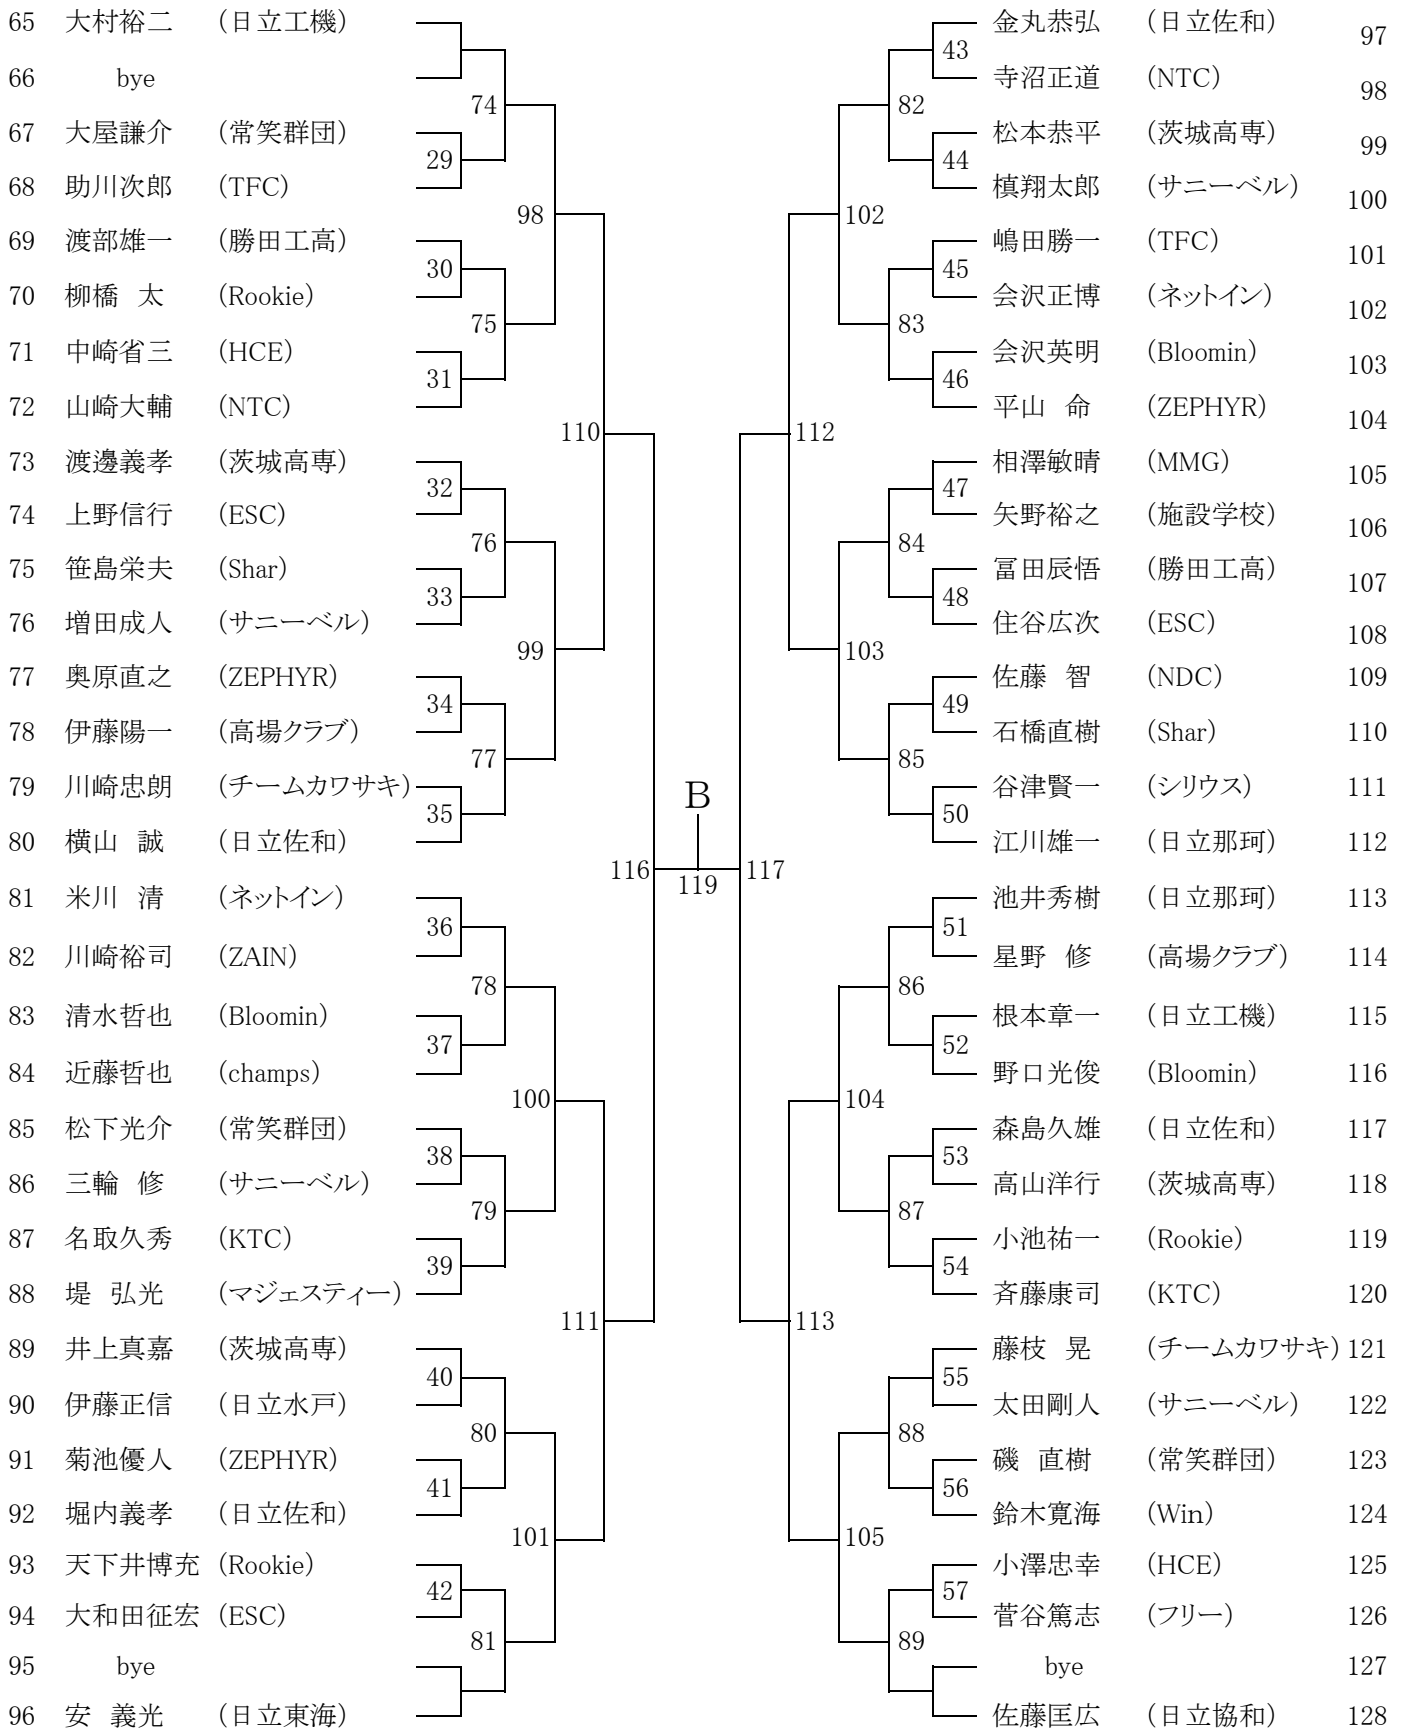 65 大村裕二 (日立工機)
66 bye
74
67 大屋謙介 (常笑群団)
29
68 助川次郎 (TFC)
98
69 渡部雄一 (勝田工高)
30
70 柳橋 太 (Rookie)
75
71 中崎省三 (HCE)
31
72 山崎大輔 (NTC)
110
73 渡邊義孝 (茨城高専)
32
74 上野信行 (ESC)
76
75 笹島栄夫 (Shar)
33
76 増田成人 (サニーベル)
99
77 奥原直之 (ZEPHYR)
34
78 伊藤陽一 (高場クラブ)
77
79 川崎忠朗 (チームカワサキ)
35
80 横山 誠 (日立佐和)
116
81 米川 清 (ネットイン)
36
82 川崎裕司 (ZAIN)
78
83 清水哲也 (Bloomin)
37
84 近藤哲也 (champs)
100
85 松下光介 (常笑群団)
38
86 三輪 修 (サニーベル)
79
87 名取久秀 (KTC)
39
88 堤 弘光 (マジェスティー)
111
89 井上真嘉 (茨城高専)
40
90 伊藤正信 (日立水戸)
80
91 菊池優人 (ZEPHYR)
41
92 堀内義孝 (日立佐和)
101
93 天下井博充 (Rookie)
42
94 大和田征宏 (ESC)
81
95 bye
96 安 義光 (日立東海)
B
119
金丸恭弘 (日立佐和) 97
43
寺沼正道 (NTC) 98
82
松本恭平 (茨城高専) 99
44
槙翔太郎 (サニーベル) 100
102
嶋田勝一 (TFC) 101
45
会沢正博 (ネットイン) 102
83
会沢英明 (Bloomin) 103
46
平山 命 (ZEPHYR) 104
112
相澤敏晴 (MMG) 105
47
矢野裕之 (施設学校) 106
84
冨田辰悟 (勝田工高) 107
48
住谷広次 (ESC) 108
103
佐藤 智 (NDC) 109
49
石橋直樹 (Shar) 110
85
谷津賢一 (シリウス) 111
50
江川雄一 (日立那珂) 112
117
池井秀樹 (日立那珂) 113
51
星野 修 (高場クラブ) 114
86
根本章一 (日立工機) 115
52
野口光俊 (Bloomin) 116
104
森島久雄 (日立佐和) 117
53
高山洋行 (茨城高専) 118
87
小池祐一 (Rookie) 119
54
斉藤康司 (KTC) 120
113
藤枝 晃 (チームカワサキ) 121
55
太田剛人 (サニーベル) 122
88
磯 直樹 (常笑群団) 123
56
鈴木寛海 (Win) 124
105
小澤忠幸 (HCE) 125
57
菅谷篤志 (フリー) 126
89
bye 127
佐藤匡広 (日立協和) 128